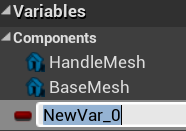 Variables
Components
HandleMesh
BaseMesh
NewVar_0